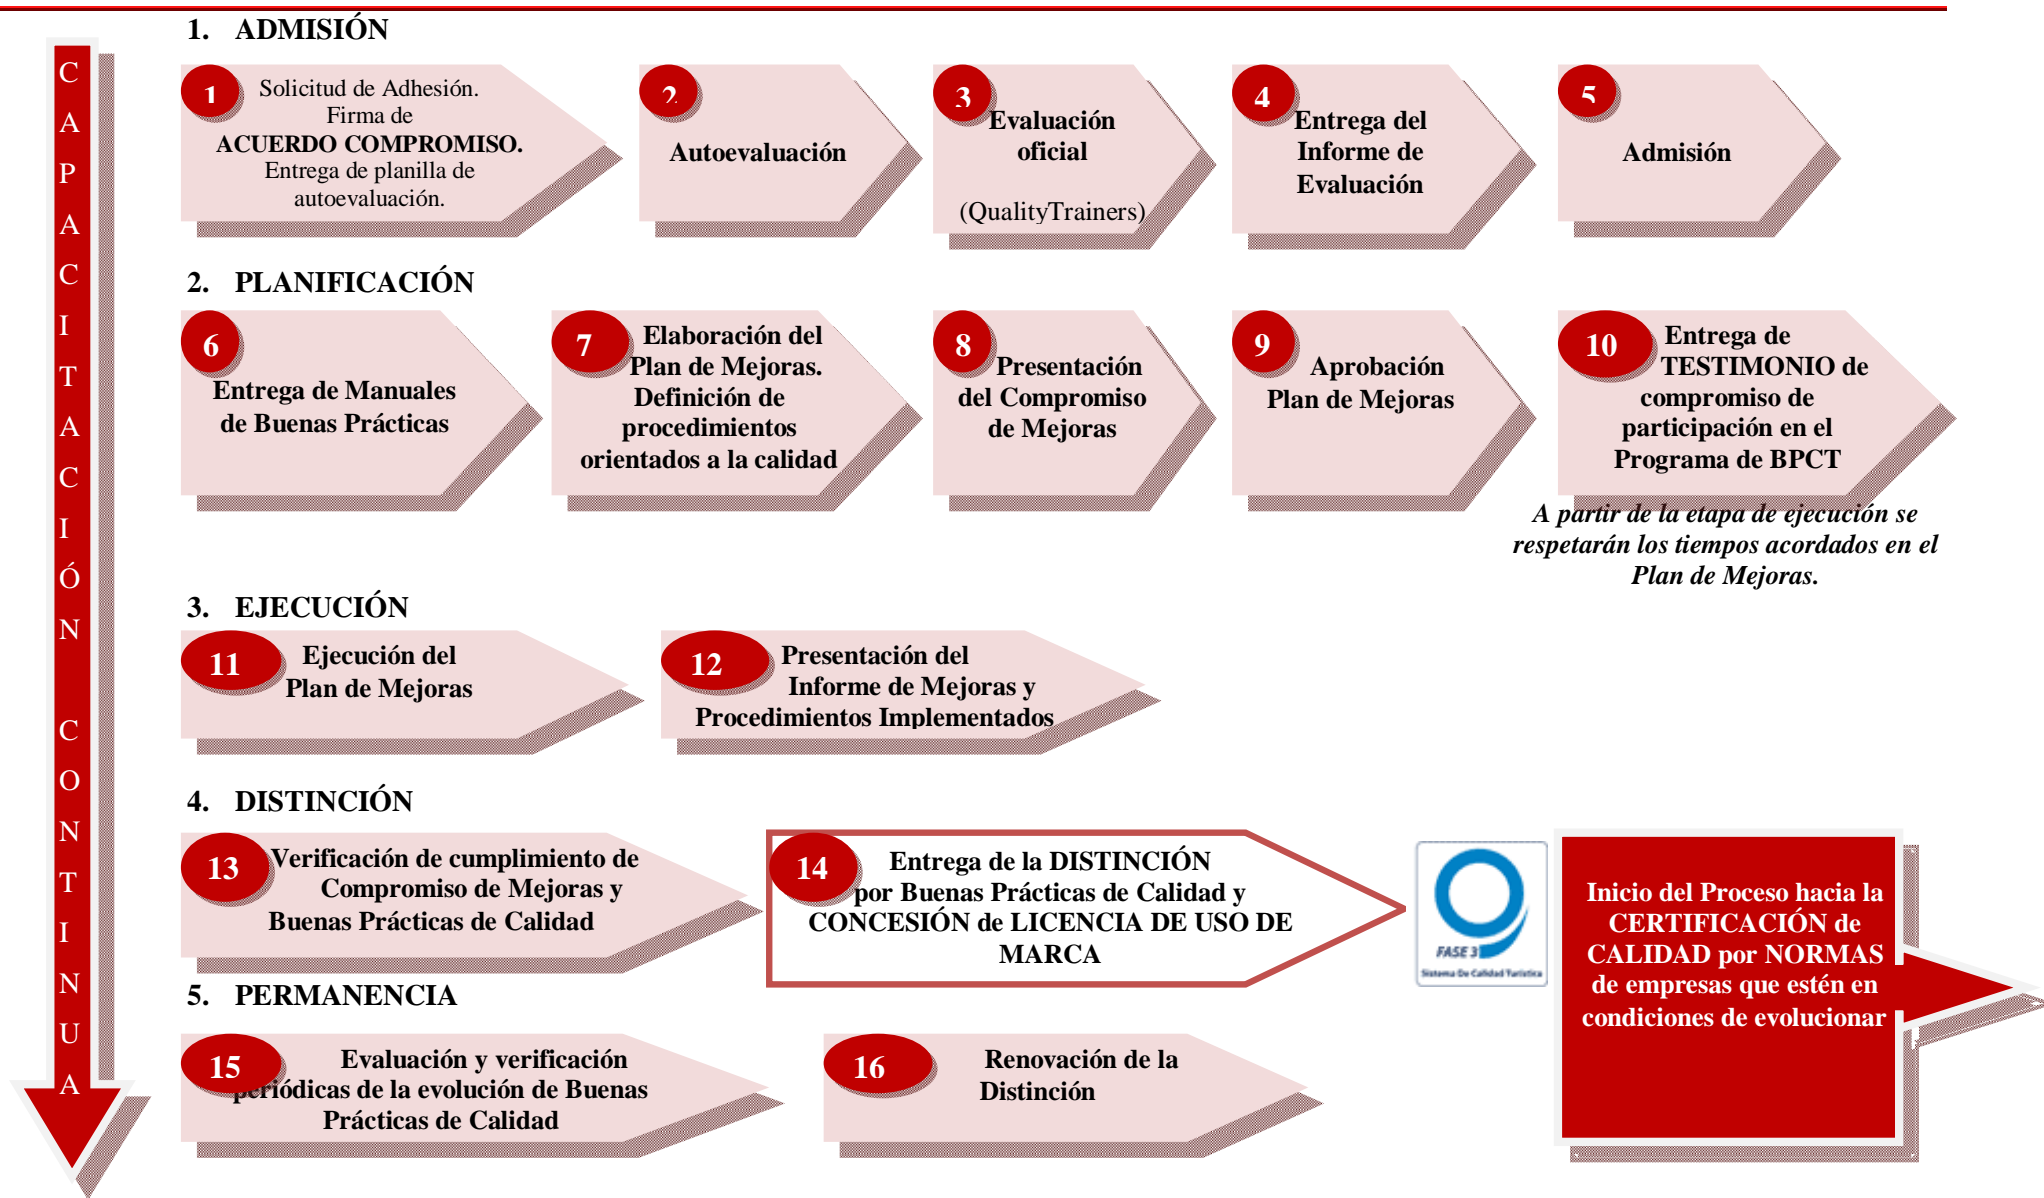 1. ADMISIÓN
1
Solicitud de Adhesión.
Firma de
ACUERDO COMPROMISO.
Entrega de planilla de
autoevaluación.
2
Autoevaluación
3
Evaluación
oficial
(QualityTrainers)
4
Entrega del
Informe de
Evaluación
5
Admisión
2. PLANIFICACIÓN
6
Entrega de Manuales
de Buenas Prácticas
7
Elaboración del
Plan de Mejoras.
Definición de
procedimientos
orientados a la calidad
8
Presentación
del Compromiso
de Mejoras
9
Aprobación
Plan de Mejoras
10
Entrega de
TESTIMONIO de
compromiso de
participación en el
Programa de BPCT
A partir de la etapa de ejecución se
respetarán los tiempos acordados en el
Plan de Mejoras.
3. EJECUCIÓN
11
Ejecución del
Plan de Mejoras
12
Presentación del
Informe de Mejoras y
Procedimientos Implementados
4. DISTINCIÓN
13
Verificación de cumplimiento de
Compromiso de Mejoras y
Buenas Prácticas de Calidad
14
Entrega de la DISTINCIÓN
por Buenas Prácticas de Calidad y
CONCESIÓN de LICENCIA DE USO DE
MARCA
FASE 3
Sistema De Calidad Turística
Inicio del Proceso hacia la
CERTIFICACIÓN de
CALIDAD por NORMAS
de empresas que estén en
condiciones de evolucionar
5. PERMANENCIA
15
Evaluación y verificación
periódicas de la evolución de Buenas
Prácticas de Calidad
16
Renovación de la
Distinción
CAPACITACIÓN CONTINUA